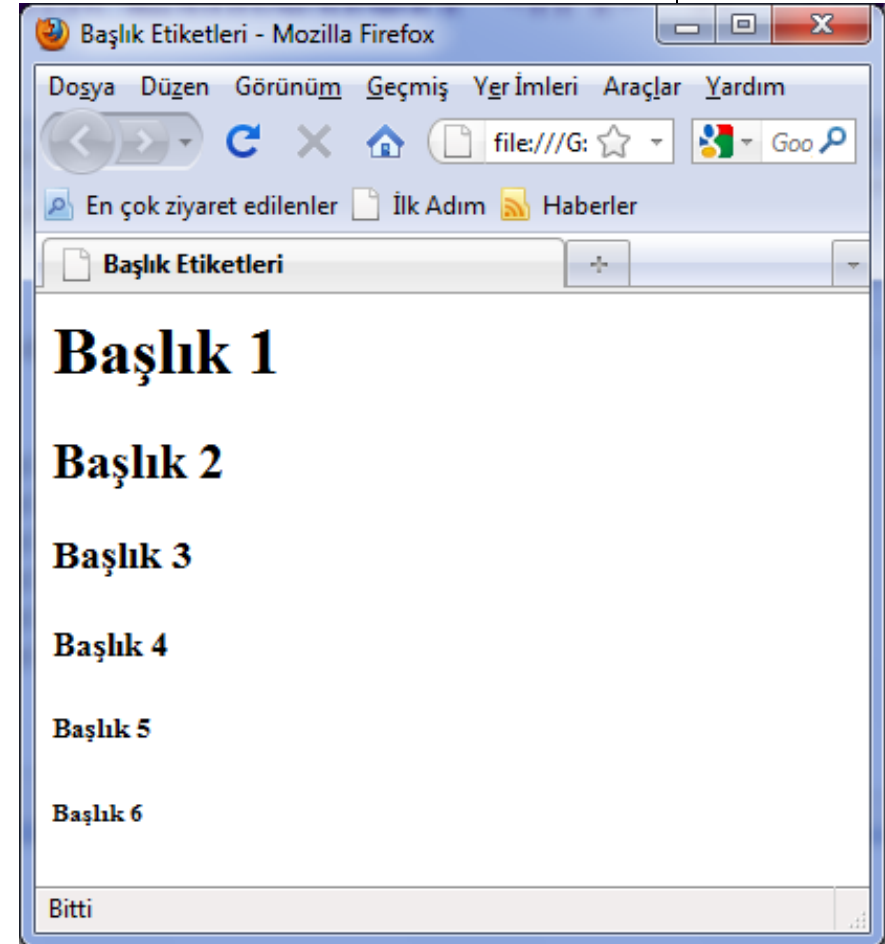 Başlık Etiketleri - Mozilla Firefox
Dosya Düzen Görünüm Geçmiş Yer İmleri Araçlar Yardım
file:///G: Goo
En çok ziyaret edilenler İlk Adım Haberler
Başlık Etiketleri
Başlık 1
Başlık 2
Başlık 3
Başlık 4
Başlık 5
Başlık 6
Bitti